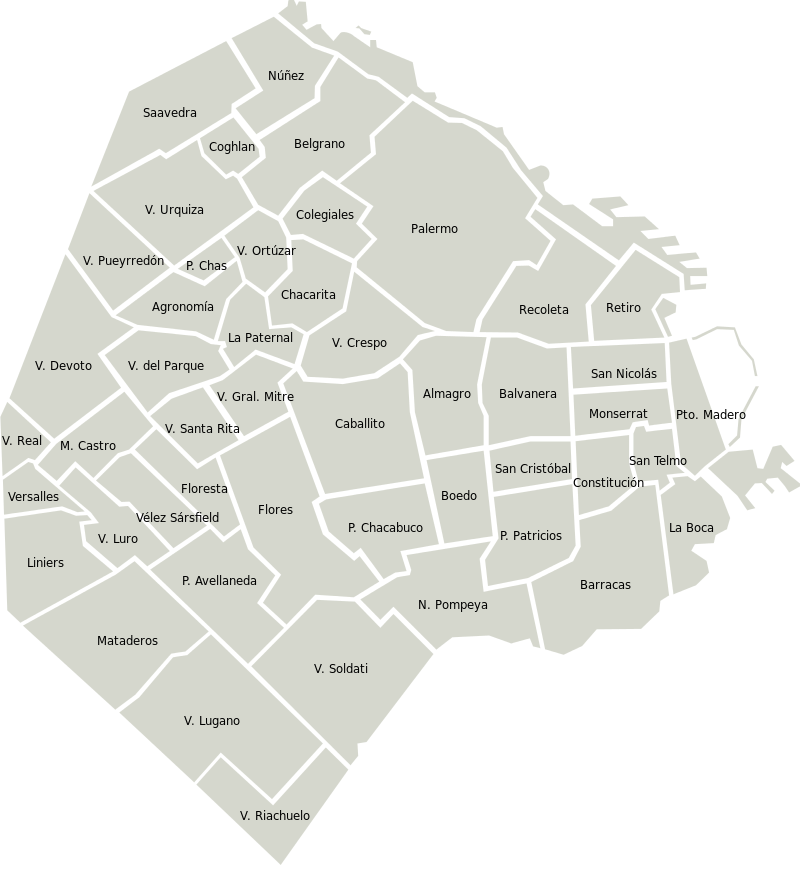 Núñez
Saavedra
Coghlan
Belgrano
V. Urquiza
Colegiales
Palermo
V. Ortúzar
V. Pueyrredón
P. Chas
Chacarita
Agronomía
Recoleta
Retiro
La Paternal
V. Crespo
V. Devoto
V. del Parque
San Nicolás
V. Gral. Mitre
Almagro
Balvanera
Monserrat
Pto. Madero
Caballito
V. Santa Rita
V. Real
M. Castro
San Telmo
San Cristóbal
Constitución
Versalles
Floresta
Boedo
Flores
Vélez Sársfield
P. Chacabuco
La Boca
V. Luro
P. Patricios
Liniers
P. Avellaneda
Barracas
N. Pompeya
Mataderos
V. Soldati
V. Lugano
V. Riachuelo